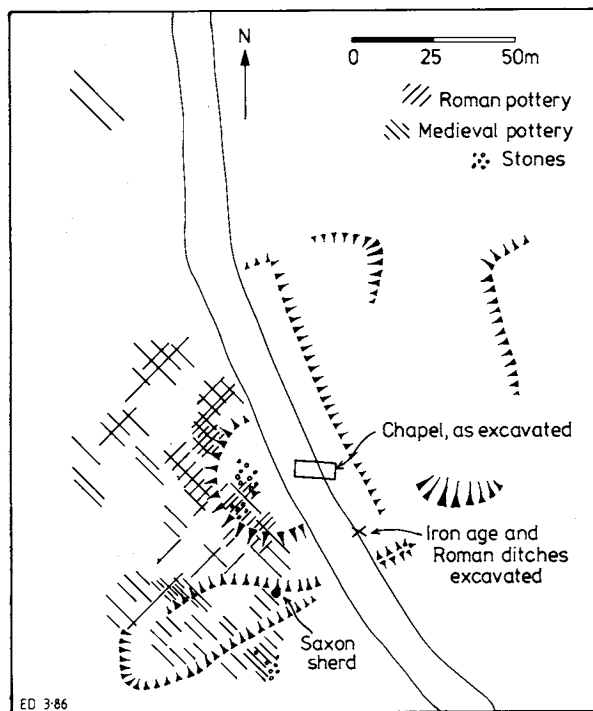 N
0 25 50m
Roman pottery
Medieval pottery
Stones
Chapel, as excavated
Iron age and
Roman ditches
excavated
Saxon
sherd
ED 3·86